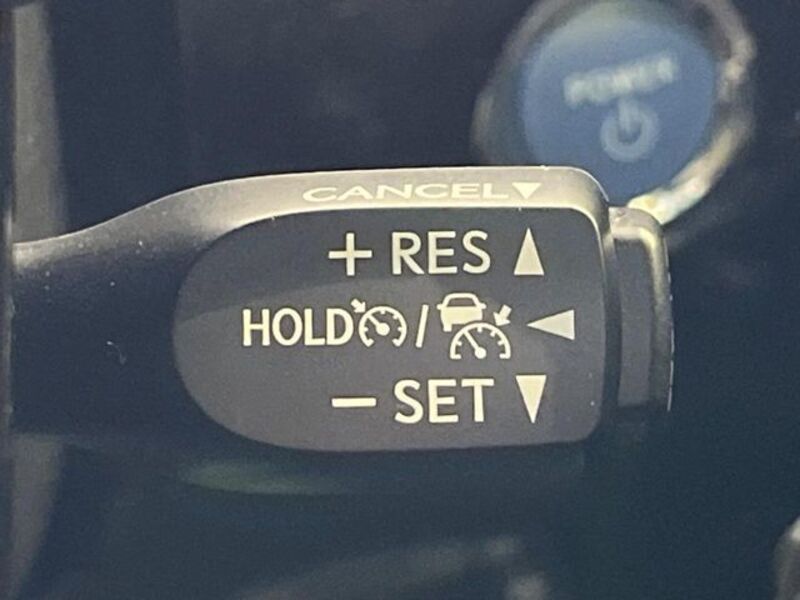 POWER
CANCEL▼
+ RES ▲
HOLD / ◀
− SET ▼